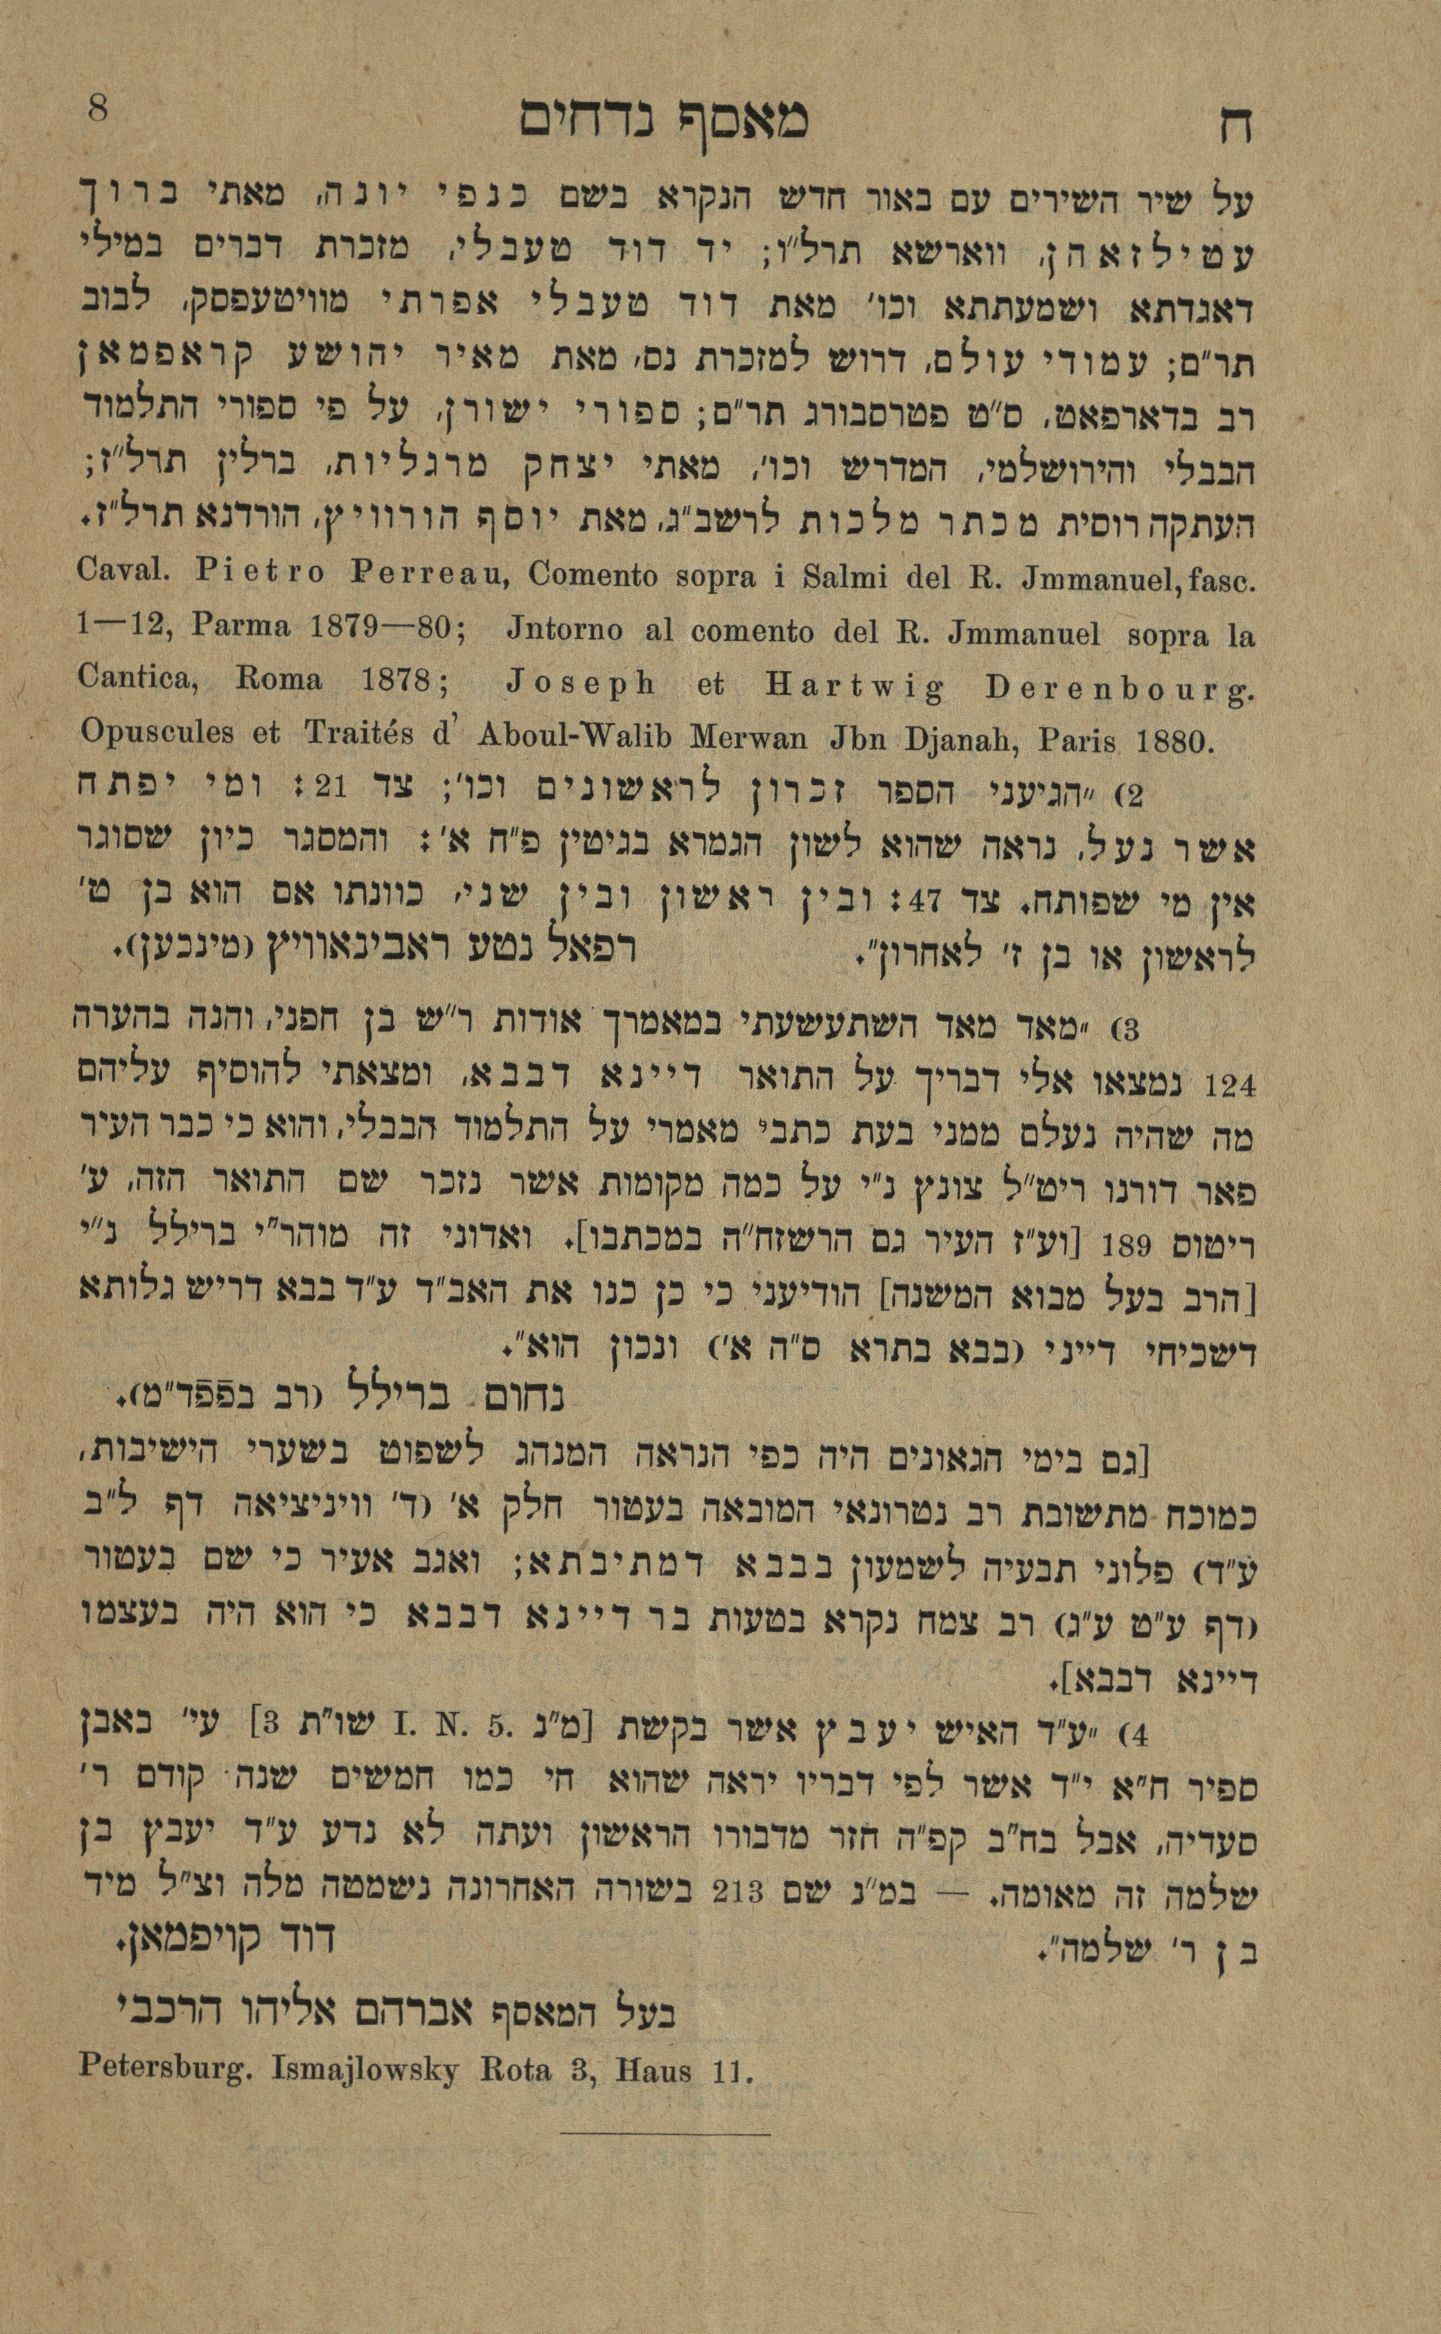 ח מאסף נדחים 8
על שיר השירים עם באור חדש הנקרא בשם כנפי יונה, מאתי ברוך
עטילזאהן, ווארשא תרל״ו; יד דוד טעבלי, מזכרת דברים במילי
דאגדתא ושמעתתא וכו׳ מאת דוד טעבלי אפרתי מוויטעפסק, לבוב
תר״ם; עמודי עולם, דרוש למזכרת נס, מאת מאיר יהושע קראפמאן
רב בדארפאט, ס״ט פטרסבורג תר״ם; ספורי ישורן, על פי ספורי התלמוד
הבבלי והירושלמי, המדרש וכו׳, מאתי יצחק מרגליות, ברלין תרל״ז;
העתקה רוסית מכתר מלכות לרשב״ג, מאת יוסף הורוויץ, הורדנא תרל״ז.
Caval. Pietro Perreau, Comento sopra i Salmi del R. Jmmanuel, fasc.
1—12, Parma 1879—80; Jntorno al comento del R. Jmmanuel sopra la
Cantica, Roma 1878; Joseph et Hartwig Derenbourg.
Opuscules et Traités d’ Aboul-Walib Merwan Jbn Djanah, Paris 1880.
2) ״הגיעני הספר זכרון לראשונים וכו׳; צד 21: ומי יפתח
אשר נעל, נראה שהוא לשון הגמרא בגיטין פ״ח א׳: והמסגר כיון שסוגר
אין מי שפותח. צד 47: ובין ראשון ובין שני, כוונתו אם הוא בן ט׳
לראשון או בן ז׳ לאחרון״. רפאל נטע ראבינאוויץ (מינכען).
3) ״מאד מאד השתעשעתי במאמרך אודות ר״ש בן חפני, והנה בהערה
124 נמצאו אלי דבריך על התואר דיינא דבבא, ומצאתי להוסיף עליהם
מה שהיה נעלם ממני בעת כתבי מאמרי על התלמוד הבבלי, והוא כי כבר העיר
פאר דורנו ריט״ל צונץ נ״י על כמה מקומות אשר נזכר שם התואר הזה, ע׳
ריטוס 189 [וע״ז העיר גם הרשזח״ה במכתבו]. ואדוני זה מוהר״י ברילל נ״י
[הרב בעל מבוא המשנה] הודיעני כי כן כנו את האב״ד ע״ד בבא דריש גלותא
דשכיחי דייני (בבא בתרא ס״ה א׳) ונכון הוא״.
נחום ברילל (רב בפפד״מ).
[גם בימי הגאונים היה כפי הנראה המנהג לשפוט בשערי הישיבות,
כמוכח מתשובת רב נטרונאי המובאה בעטור חלק א׳ (ד׳ וויניציאה דף ל״ב
ע״ד) פלוני תבעיה לשמעון בבבא דמתיבתא; ואגב אעיר כי שם בעטור
(דף ע״ט ע״ג) רב צמח נקרא בטעות בר דיינא דבבא כי הוא היה בעצמו
דיינא דבבא].
4) ״ע״ד האיש יעבץ אשר בקשת [מ״נ I. N. 5. שו״ת 3] עי׳ באבן
ספיר ח״א י״ד אשר לפי דבריו יראה שהוא חי כמו חמשים שנה קודם ר׳
סעדיה, אבל בח״ב קפ״ה חזר מדבורו הראשון ועתה לא נדע ע״ד יעבץ בן
שלמה זה מאומה. — במ״נ שם 213 בשורה האחרונה נשמטה מלה וצ״ל מיד
בן ר׳ שלמה״. דוד קויפמאן.
בעל המאסף אברהם אליהו הרכבי
Petersburg. Ismajlowsky Rota 3, Haus 11.